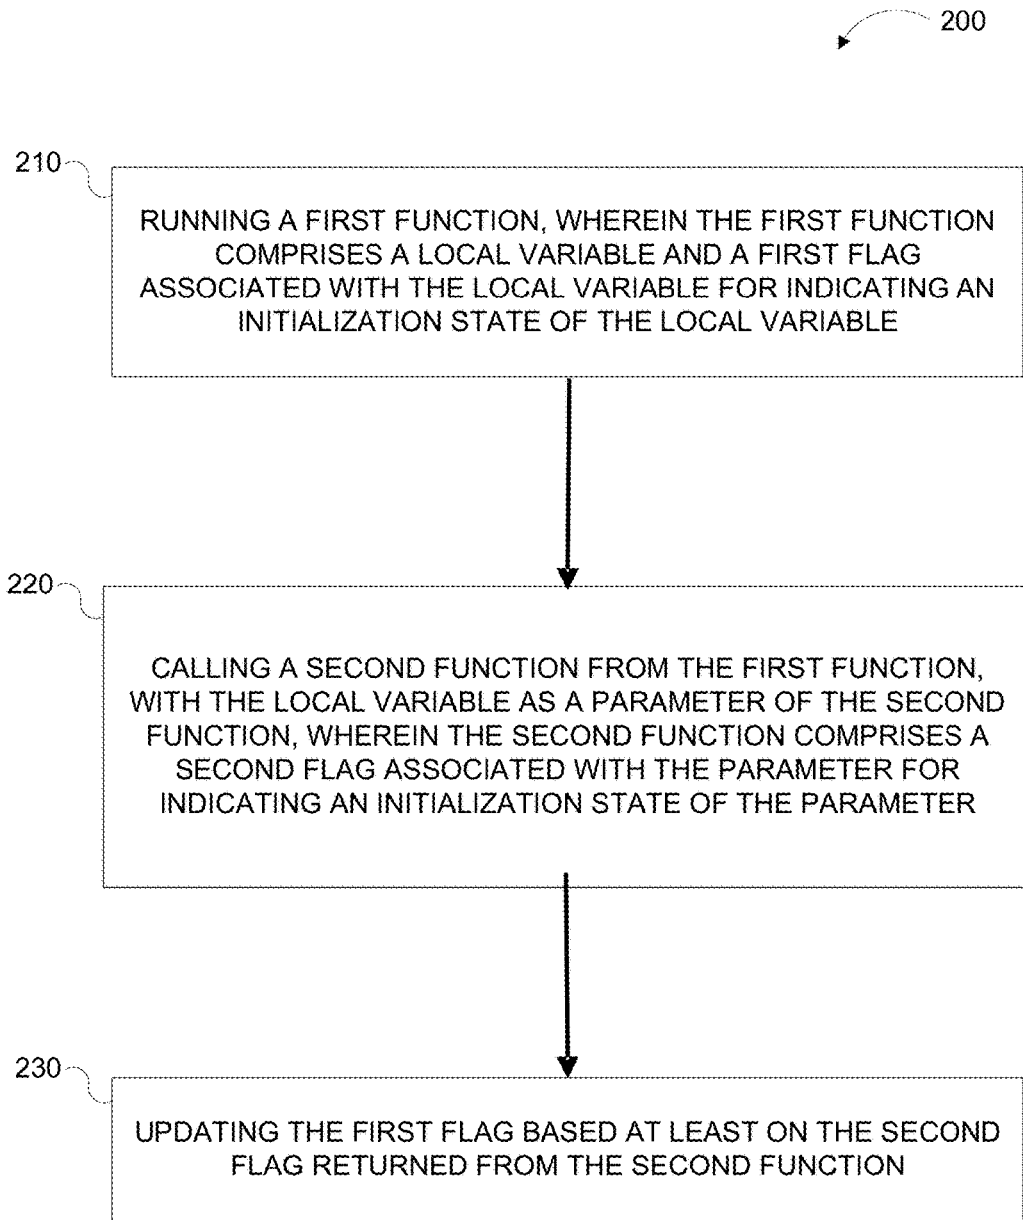 200
210
RUNNING A FIRST FUNCTION, WHEREIN THE FIRST FUNCTION
COMPRISES A LOCAL VARIABLE AND A FIRST FLAG
ASSOCIATED WITH THE LOCAL VARIABLE FOR INDICATING AN
INITIALIZATION STATE OF THE LOCAL VARIABLE
220
CALLING A SECOND FUNCTION FROM THE FIRST FUNCTION,
WITH THE LOCAL VARIABLE AS A PARAMETER OF THE SECOND
FUNCTION, WHEREIN THE SECOND FUNCTION COMPRISES A
SECOND FLAG ASSOCIATED WITH THE PARAMETER FOR
INDICATING AN INITIALIZATION STATE OF THE PARAMETER
230
UPDATING THE FIRST FLAG BASED AT LEAST ON THE SECOND
FLAG RETURNED FROM THE SECOND FUNCTION